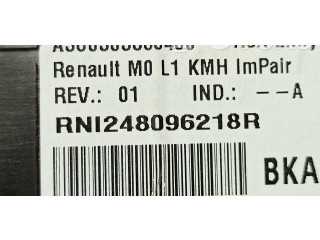 Renault M0 L1 KMH ImPair
REV.: 01 IND.: --A
RNI248096218R
BKA